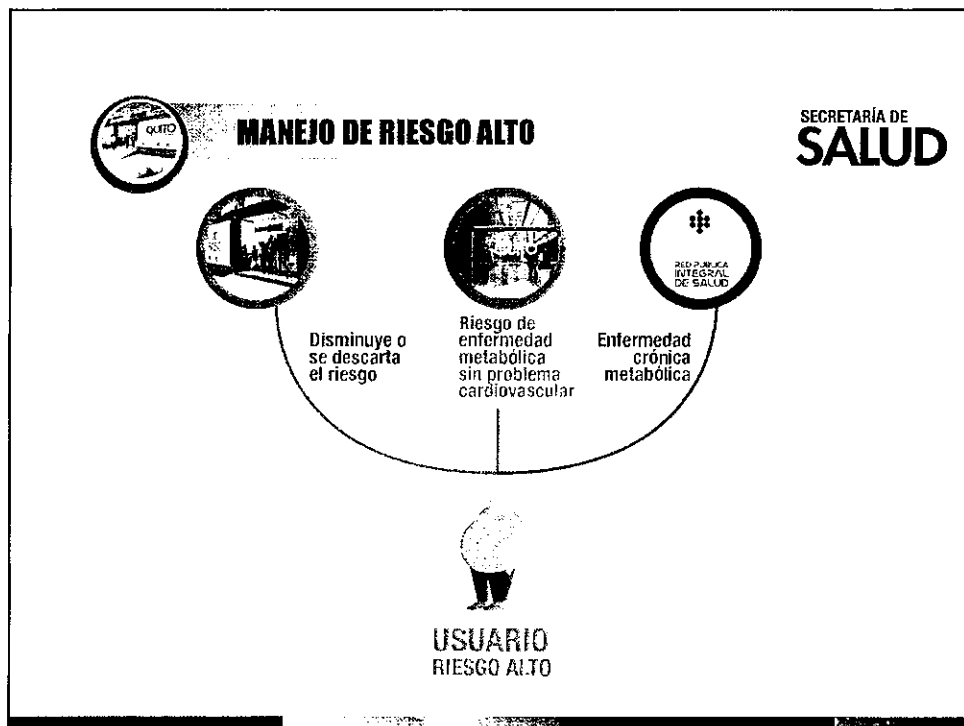 QUITO
MANEJO DE RIESGO ALTO
SECRETARÍA DE
SALUD
RED PUBLICA
INTEGRAL
DE SALUD
Disminuye o
se descarta
el riesgo
Riesgo de
enfermedad
metabólica
sin problema
cardiovascular
Enfermedad
crónica
metabólica
USUARIO
RIESGO ALTO